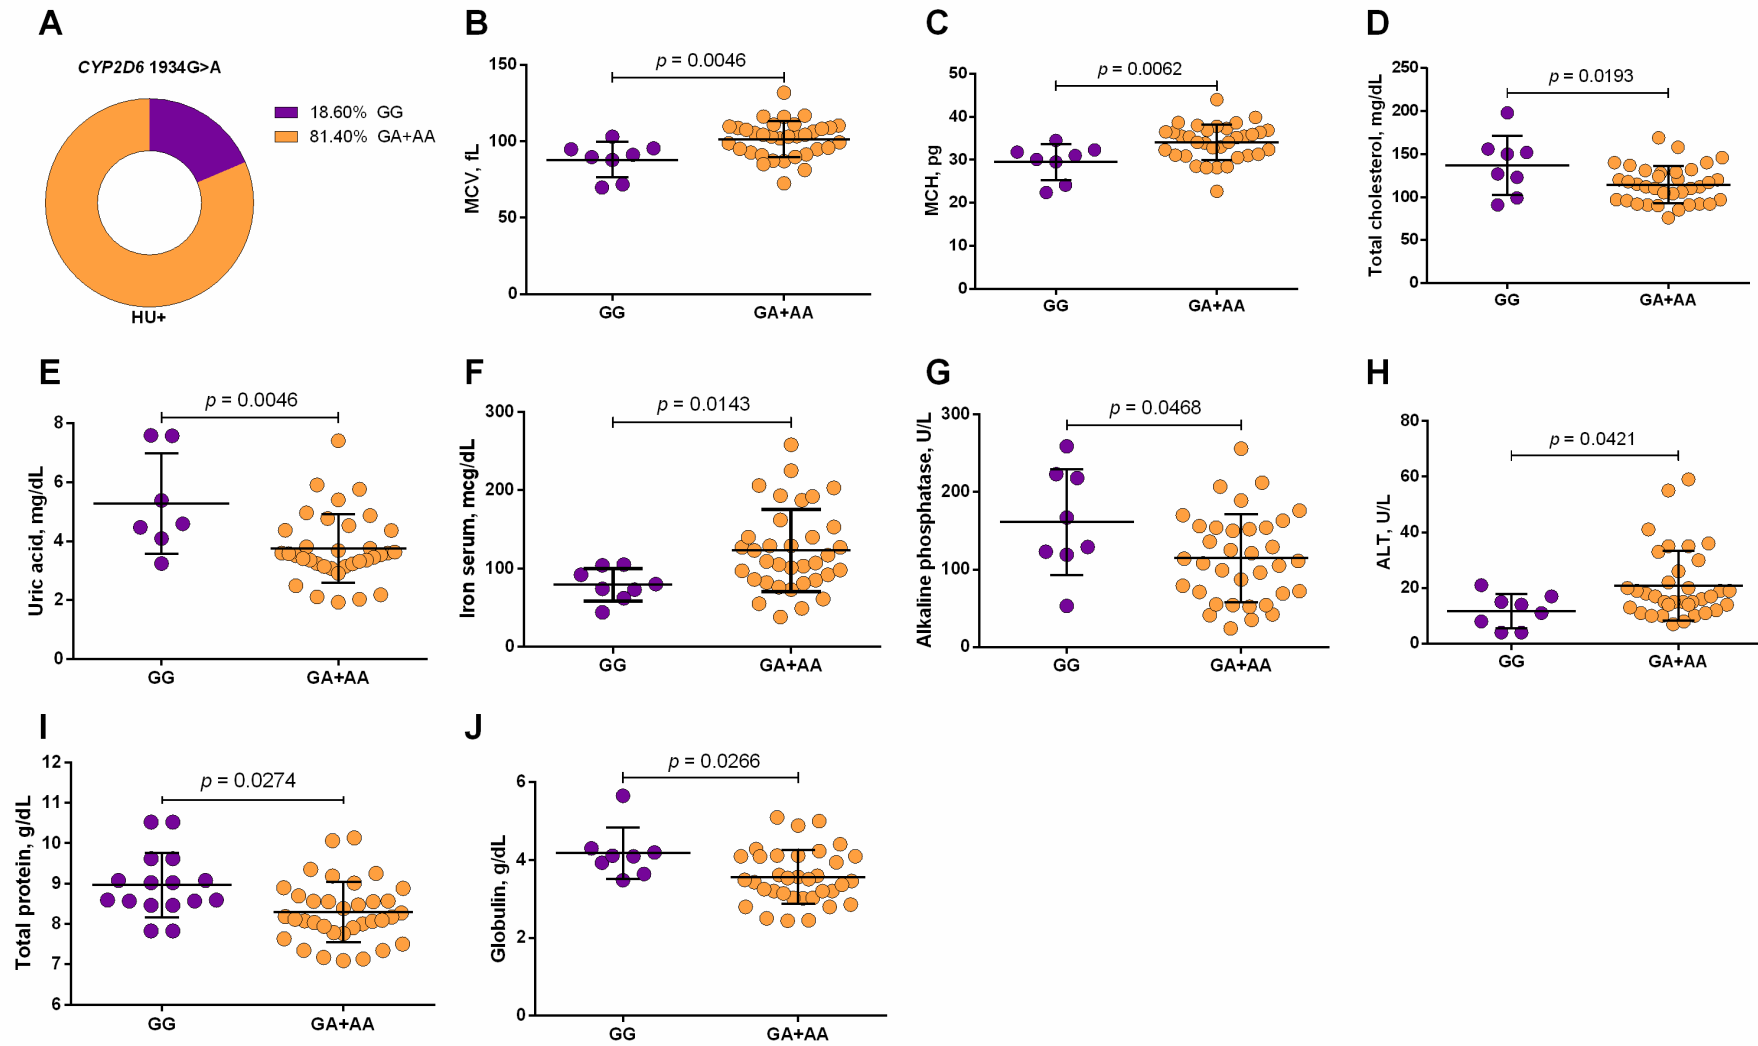 A
CYP2D6 1934G>A
18.60% GG
81.40% GA+AA
HU+
B
p = 0.0046
MCV, fL
150
100
50
0
GG
GA+AA
C
p = 0.0062
MCH, pg
50
40
30
20
10
0
GG
GA+AA
D
p = 0.0193
Total cholesterol, mg/dL
250
200
150
100
50
0
GG
GA+AA
E
p = 0.0046
Uric acid, mg/dL
8
6
4
2
0
GG
GA+AA
F
p = 0.0143
Iron serum, mcg/dL
300
200
100
0
GG
GA+AA
G
p = 0.0468
Alkaline phosphatase, U/L
300
200
100
0
GG
GA+AA
H
p = 0.0421
ALT, U/L
80
60
40
20
0
GG
GA+AA
I
p = 0.0274
Total protein, g/dL
12
11
10
9
8
7
6
GG
GA+AA
J
p = 0.0266
Globulin, g/dL
6
4
2
0
GG
GA+AA